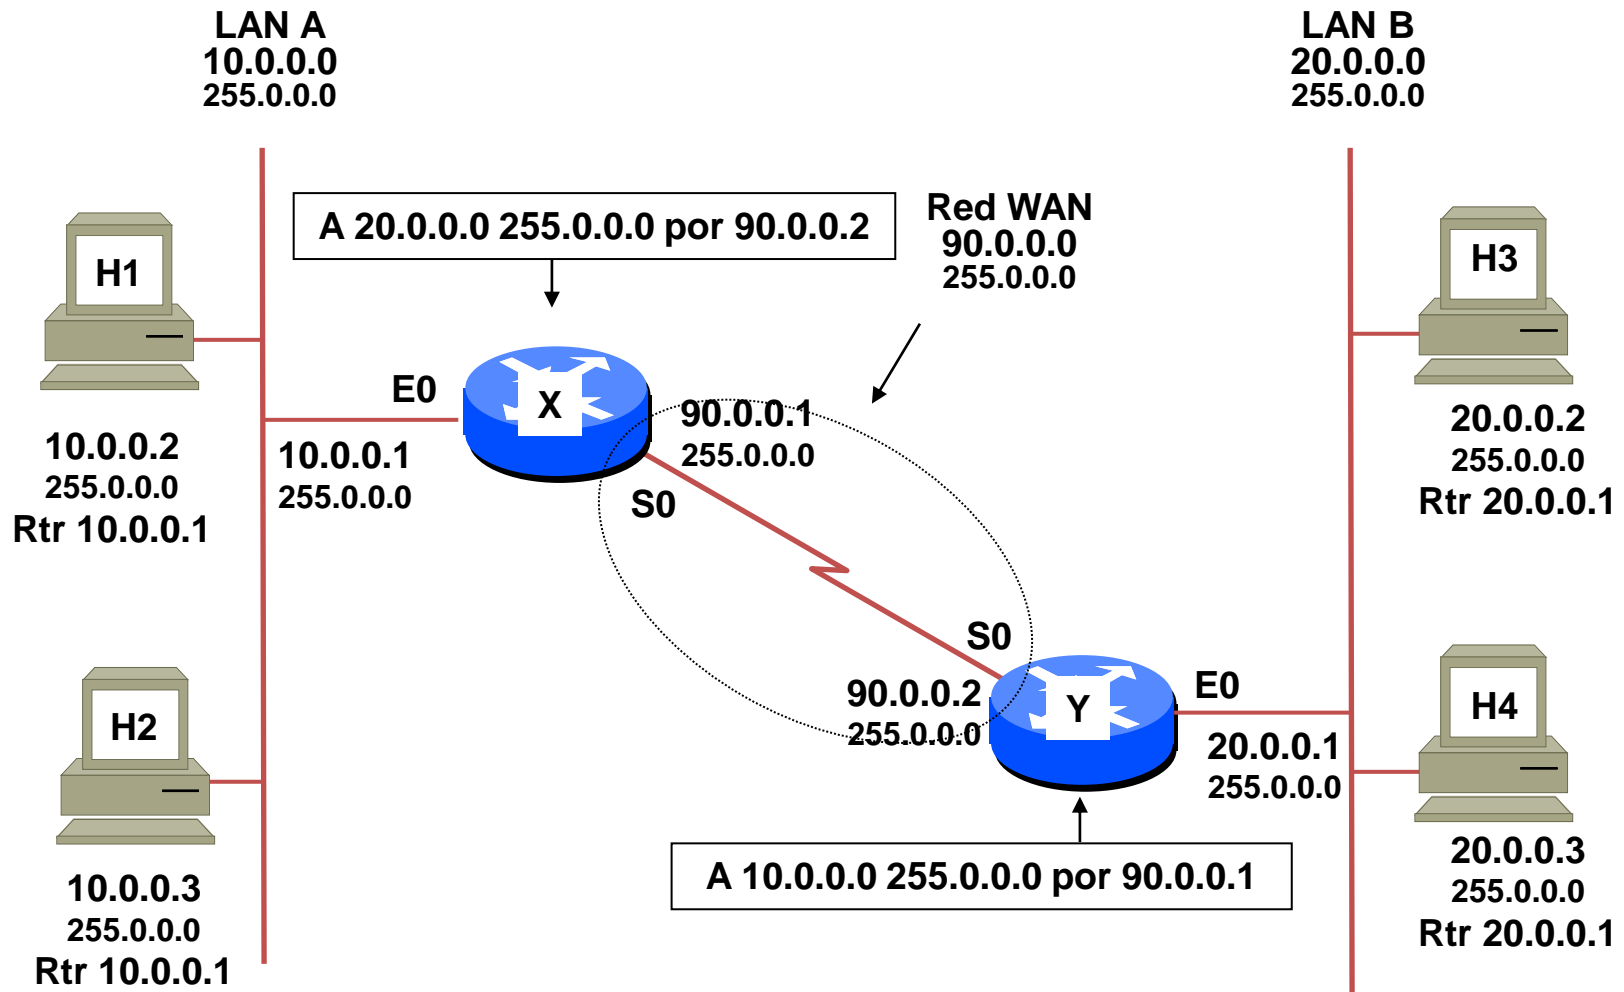 LAN A
10.0.0.0
255.0.0.0
LAN B
20.0.0.0
255.0.0.0
A 20.0.0.0 255.0.0.0 por 90.0.0.2
Red WAN
90.0.0.0
255.0.0.0
H1
10.0.0.2
255.0.0.0
Rtr 10.0.0.1
E0
10.0.0.1
255.0.0.0
X
90.0.0.1
255.0.0.0
S0
H3
20.0.0.2
255.0.0.0
Rtr 20.0.0.1
H2
10.0.0.3
255.0.0.0
Rtr 10.0.0.1
S0
90.0.0.2
255.0.0.0
Y
E0
20.0.0.1
255.0.0.0
H4
20.0.0.3
255.0.0.0
Rtr 20.0.0.1
A 10.0.0.0 255.0.0.0 por 90.0.0.1